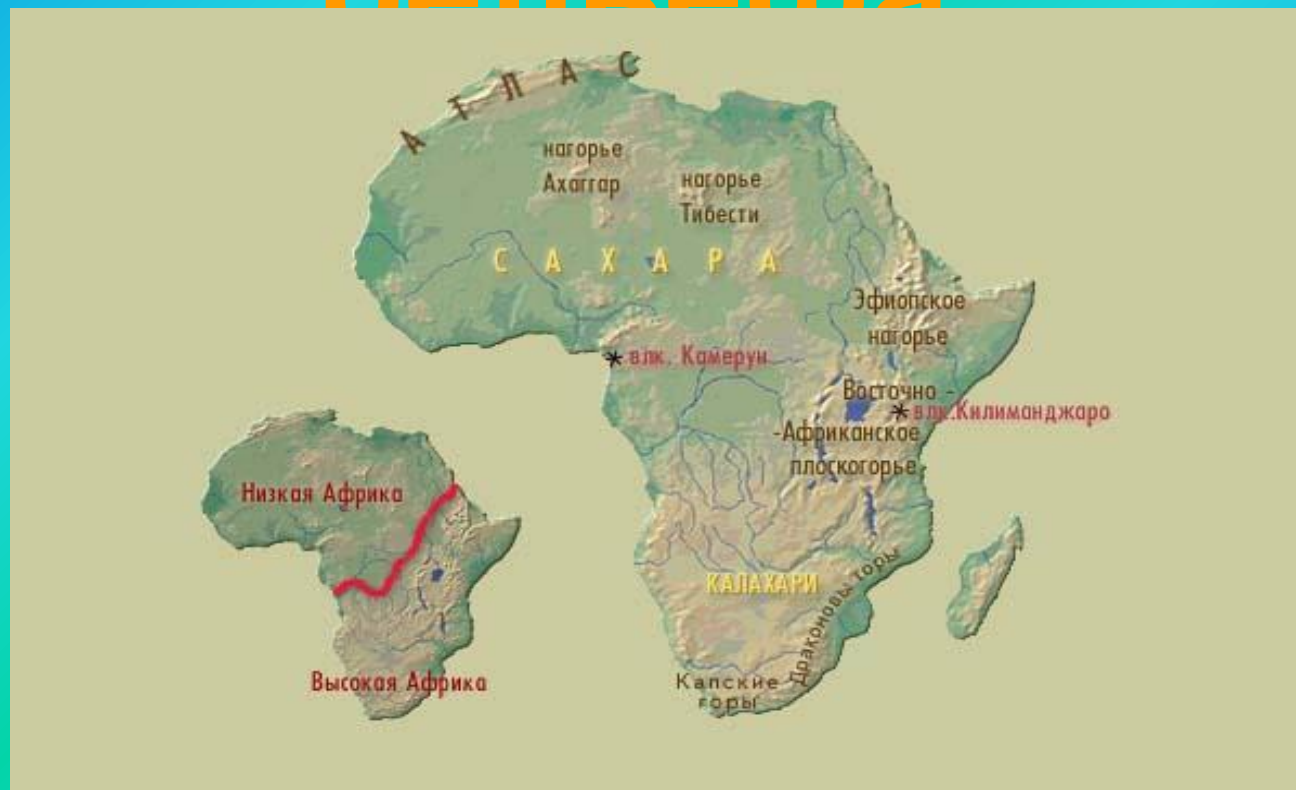 АТЛАС
нагорье
Ахаггар
нагорье
Тибести
САХАРА
Эфиопское
нагорье
влк. Камерун
Восточно -
влк.Килиманджаро
-Африканское
плоскогорье
Низкая Африка
КАЛАХАРИ
Драконовы горы
Высокая Африка
Капские
горы